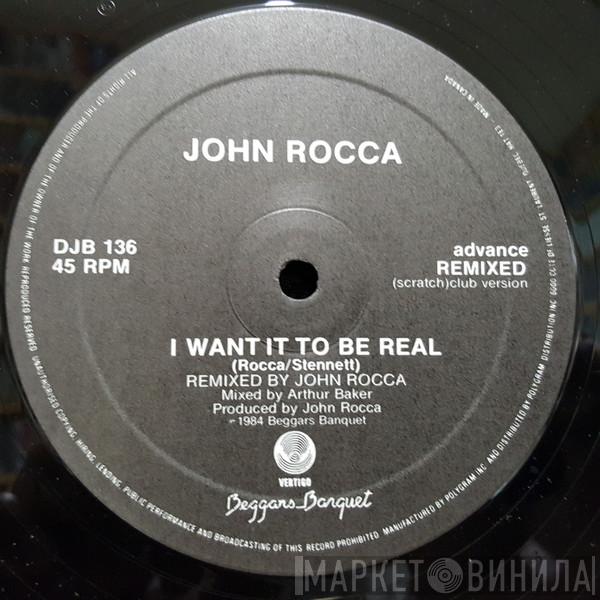 JOHN ROCCA
DJB 136
45 RPM
advance
REMIXED
(scratch)club version
I WANT IT TO BE REAL
(Rocca/Stennett)
REMIXED BY JOHN ROCCA
Mixed by Arthur Baker
Produced by John Rocca
℗1984 Beggars Banquet
VERTIGO
Beggars Banquet
ALL RIGHTS OF THE PRODUCER AND OF THE OWNER OF THE WORK REPRODUCED RESERVED. UNAUTHORISED COPYING, HIRING, LENDING, PUBLIC PERFORMANCE AND BROADCASTING OF THIS RECORD PROHIBITED. MANUFACTURED BY POLYGRAM INC AND DISTRIBUTED BY POLYGRAM DISTRIBUTION INC ST LAURENT QUEBEC MADE IN CANADA
МАРКЕТ ВИНИЛА